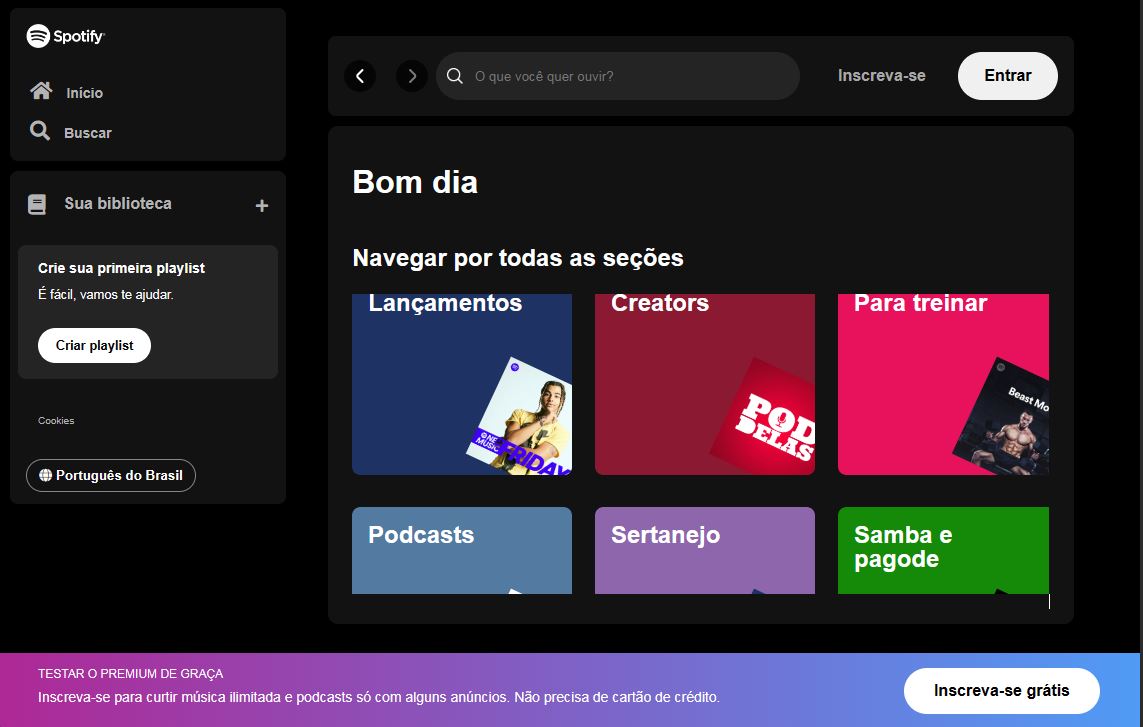 Spotify
Início
Buscar
Sua biblioteca
+
Crie sua primeira playlist
É fácil, vamos te ajudar.
Criar playlist
Cookies
Português do Brasil
O que você quer ouvir?
Inscreva-se
Entrar
Bom dia
Navegar por todas as seções
Lançamentos
NE
MUSIC
FRIDAY
Creators
POD
DELAS
Para treinar
Beast Mo
Podcasts
Sertanejo
Samba e
pagode
TESTAR O PREMIUM DE GRAÇA
Inscreva-se para curtir música ilimitada e podcasts só com alguns anúncios. Não precisa de cartão de crédito.
Inscreva-se grátis